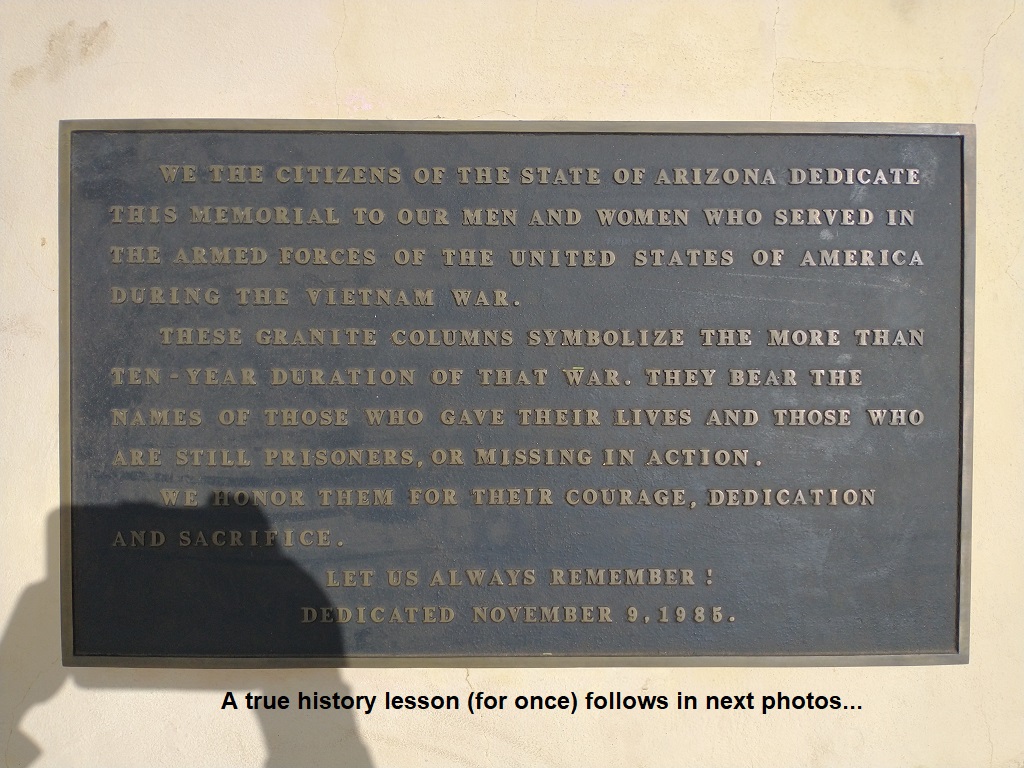 WE THE CITIZENS OF THE STATE OF ARIZONA DEDICATE
THIS MEMORIAL TO OUR MEN AND WOMEN WHO SERVED IN
THE ARMED FORCES OF THE UNITED STATES OF AMERICA
DURING THE VIETNAM WAR.
THESE GRANITE COLUMNS SYMBOLIZE THE MORE THAN
TEN-YEAR DURATION OF THAT WAR. THEY BEAR THE
NAMES OF THOSE WHO GAVE THEIR LIVES AND THOSE WHO
ARE STILL PRISONERS, OR MISSING IN ACTION.
WE HONOR THEM FOR THEIR COURAGE, DEDICATION
AND SACRIFICE.
LET US ALWAYS REMEMBER!
DEDICATED NOVEMBER 9, 1985.
A true history lesson (for once) follows in next photos...